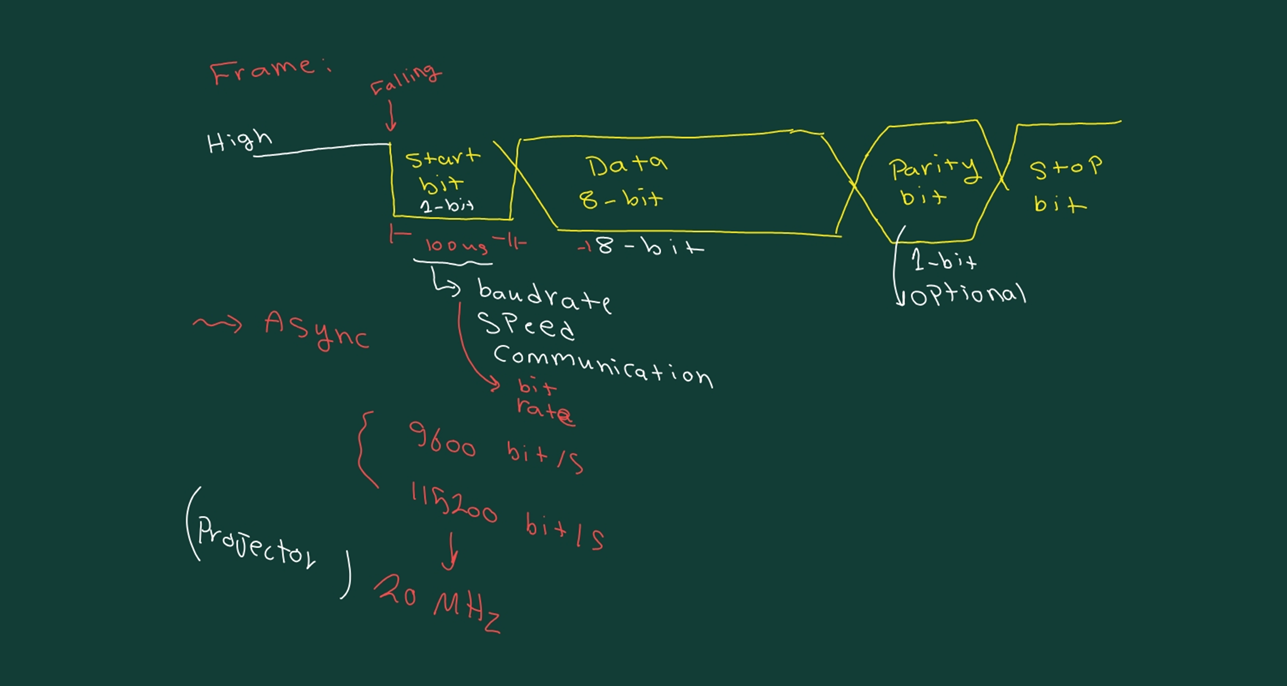 Frame:
Falling
High
Start
bit
1-bit
Data
8-bit
Parity
bit
Stop
bit
100us
8-bit
1-bit
optional
baudrate
Speed
Communication
bit
rate
Async
9600 bit/s
115200 bit/s
(Projector)
20 MHz